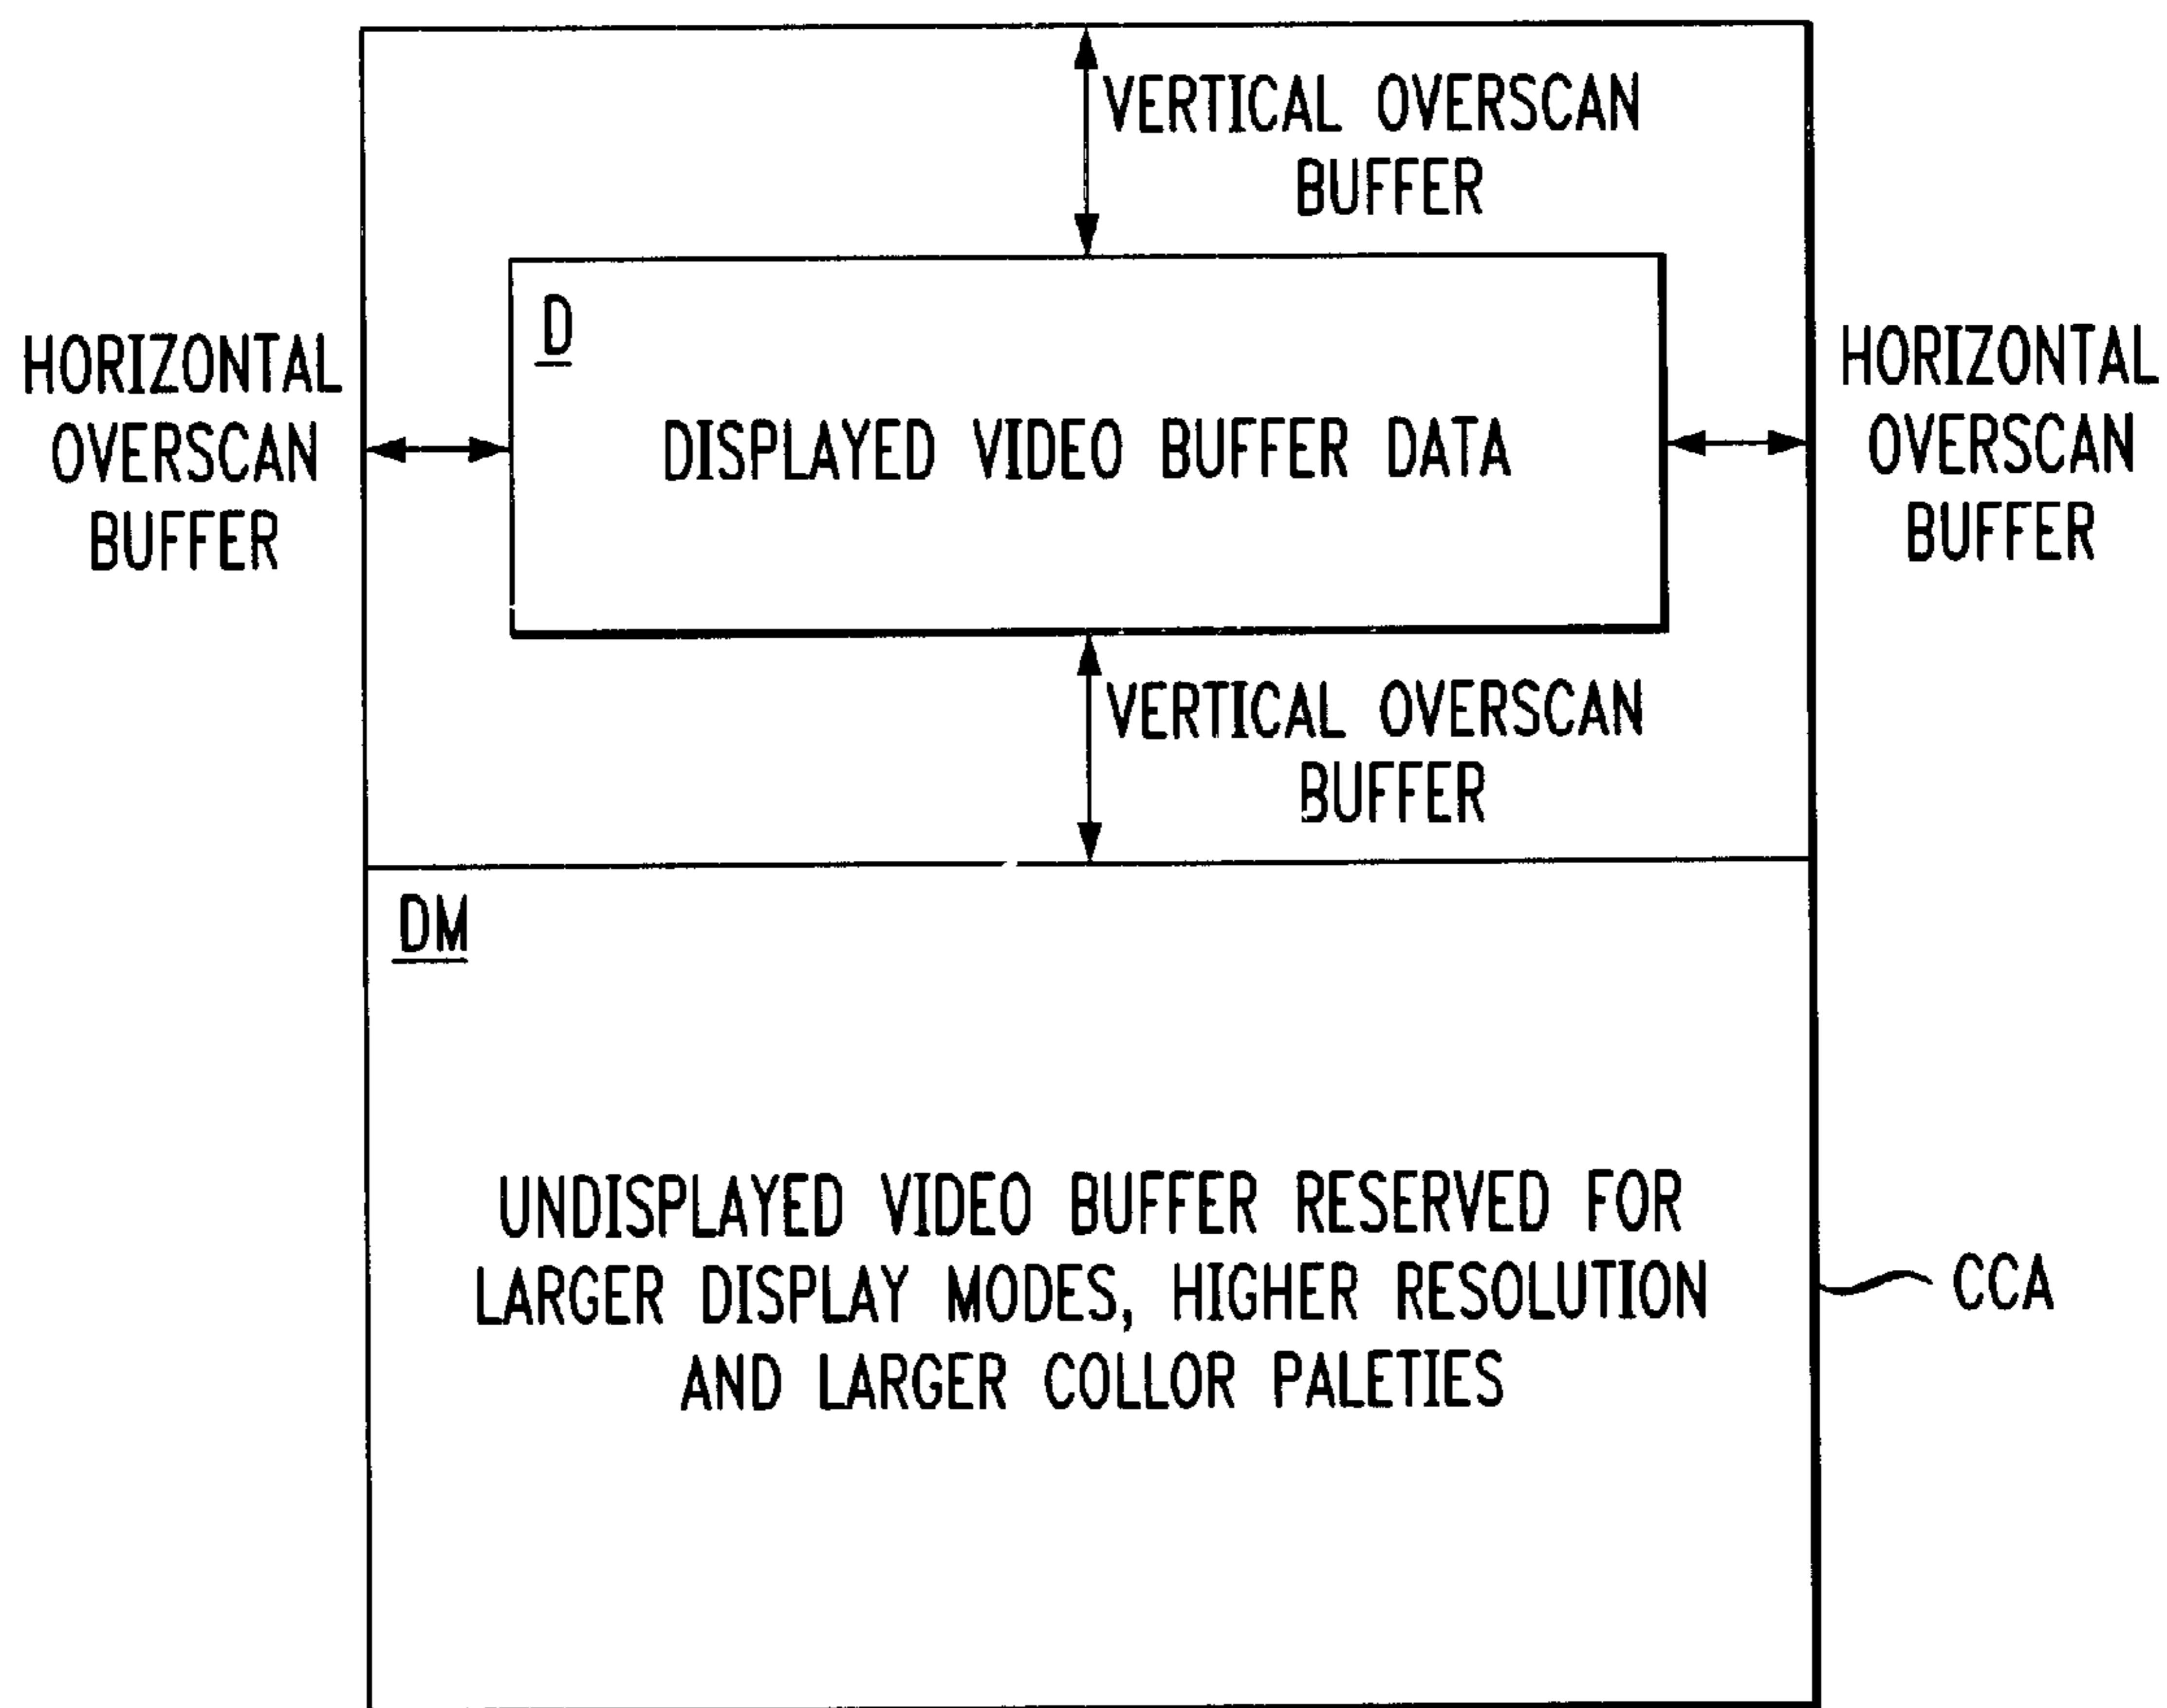 VERTICAL OVERSCAN
BUFFER
D
HORIZONTAL
OVERSCAN
BUFFER
DISPLAYED VIDEO BUFFER DATA
HORIZONTAL
OVERSCAN
BUFFER
VERTICAL OVERSCAN
BUFFER
DM
UNDISPLAYED VIDEO BUFFER RESERVED FOR
LARGER DISPLAY MODES, HIGHER RESOLUTION
AND LARGER COLLOR PALETIES
CCA